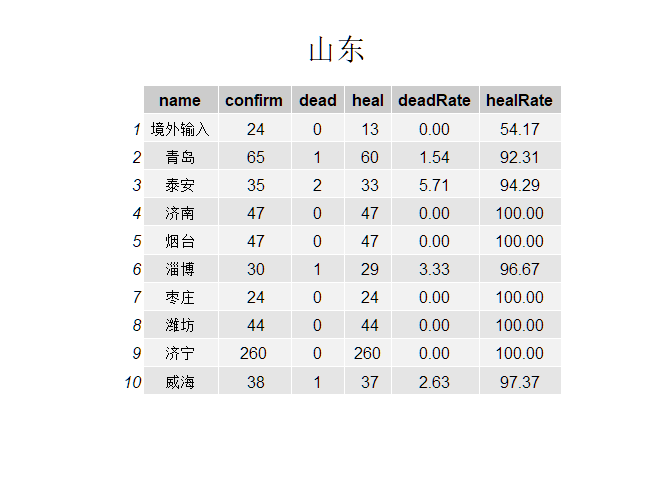 山东
name confirm dead heal deadRate healRate
1 境外输入 24 0 13 0.00 54.17
2 青岛 65 1 60 1.54 92.31
3 泰安 35 2 33 5.71 94.29
4 济南 47 0 47 0.00 100.00
5 烟台 47 0 47 0.00 100.00
6 淄博 30 1 29 3.33 96.67
7 枣庄 24 0 24 0.00 100.00
8 潍坊 44 0 44 0.00 100.00
9 济宁 260 0 260 0.00 100.00
10 威海 38 1 37 2.63 97.37